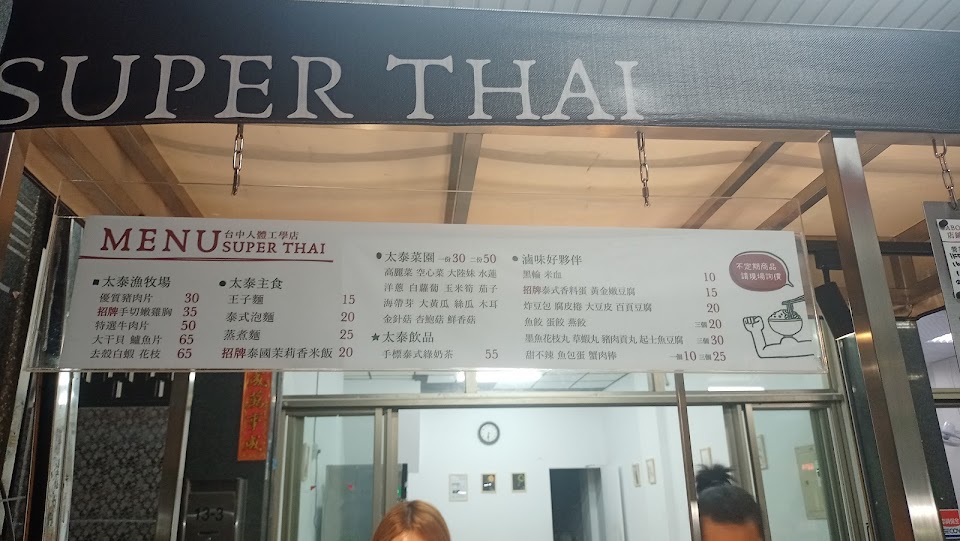 SUPER THAI
MENU
台中人體工學店
SUPER THAI
■太泰漁牧場
優質豬肉片 30
招牌手切嫩雞胸 35
特選牛肉片 50
大干貝 鱸魚片 65
去殼白蝦 花枝 65
●太泰主食
王子麵 15
泰式泡麵 20
蒸煮麵 25
招牌泰國茉莉香米飯 20
●太泰菜園 一份30 二份50
高麗菜 空心菜 大陸妹 水蓮
洋蔥 白蘿蔔 玉米筍 茄子
海帶芽 大黃瓜 絲瓜 木耳
金針菇 杏鮑菇 鮮香菇
★太泰飲品
手標泰式綠奶茶 55
●滷味好夥伴
黑輪 米血 10
招牌泰式香料蛋 黃金嫩豆腐 15
炸豆包 腐皮捲 大豆皮 百頁豆腐
魚餃 蛋餃 燕餃 三個20
墨魚花枝丸 草蝦丸 豬肉貢丸 起士魚豆腐 三個30
甜不辣 魚包蛋 蟹肉棒 一個10 三個25
不定期商品
請現場詢價
13-3